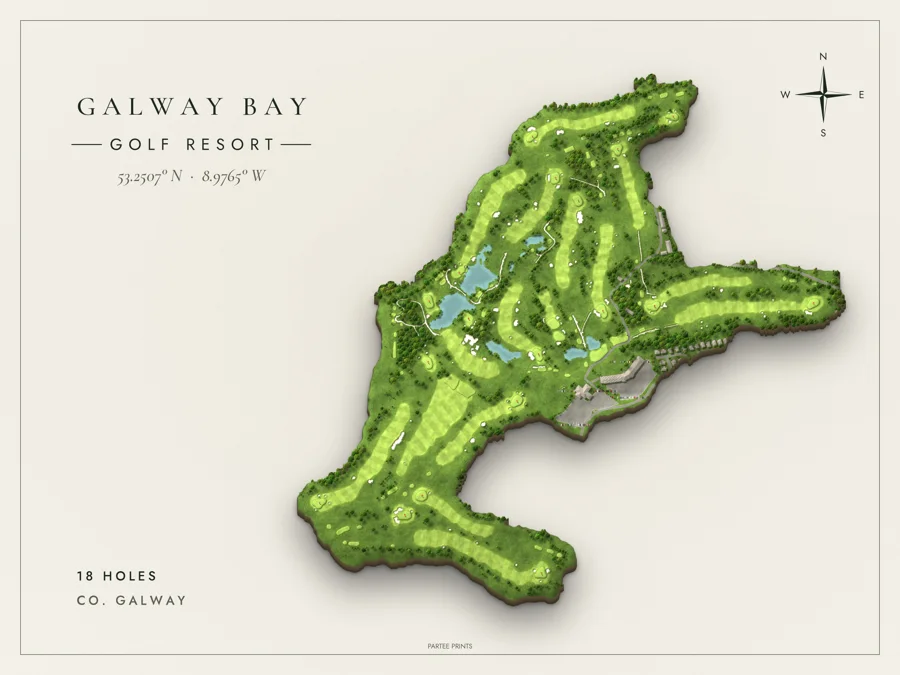 GALWAY BAY
GOLF RESORT
53.2507° N · 8.9765° W
N
W E
S
18 HOLES
CO. GALWAY
PARTEE PRINTS